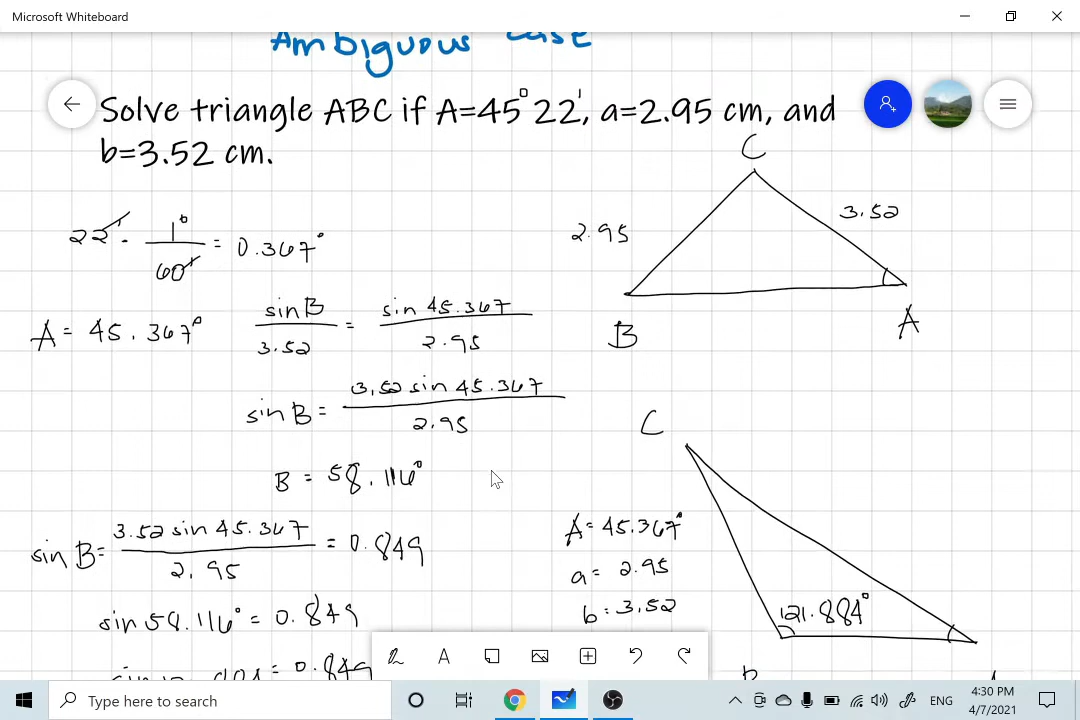 Microsoft Whiteboard
Ambiguous case
Solve triangle ABC if A=45°22', a=2.95 cm, and
b=3.52 cm.
C
3.52
2.95
B
A
22' · 1°/60' = 0.367°
A = 45.367°
sin B/3.52 = sin 45.367/2.95
sin B = 3.52 sin 45.367/2.95
B = 58.116°
sin B = 3.52 sin 45.367/2.95 = 0.849
sin 58.116° = 0.849
= 0.849
C
A = 45.367°
a = 2.95
b = 3.52
121.884°
Type here to search
ENG
4:30 PM
4/7/2021